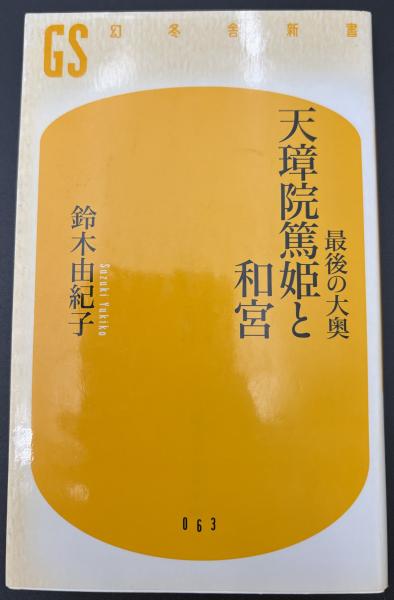 GS 幻冬舎新書
最後の大奥
天璋院篤姫と
和宮
鈴木由紀子
Suzuki Yukiko
063